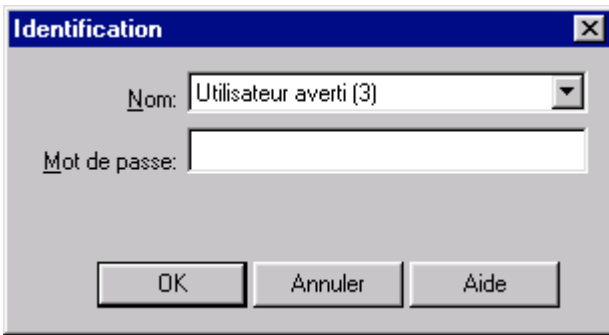 Identification
Nom: Utilisateur averti (3)
Mot de passe:
OK Annuler Aide